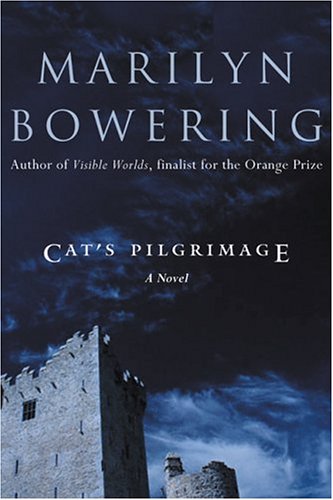 MARILYN
BOWERING
Author of Visible Worlds, finalist for the Orange Prize
CAT'S PILGRIMAGE
A Novel